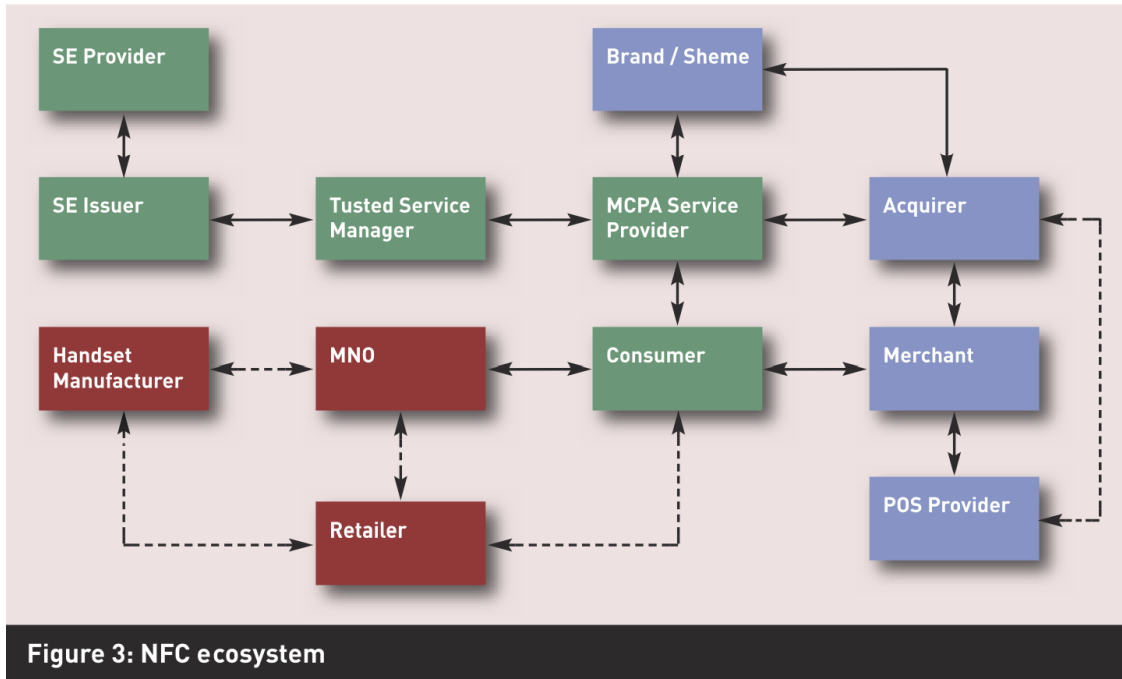 SE Provider
Brand / Sheme
SE Issuer
Tusted Service
Manager
MCPA Service
Provider
Acquirer
Handset
Manufacturer
MNO
Consumer
Merchant
Retailer
POS Provider
Figure 3: NFC ecosystem